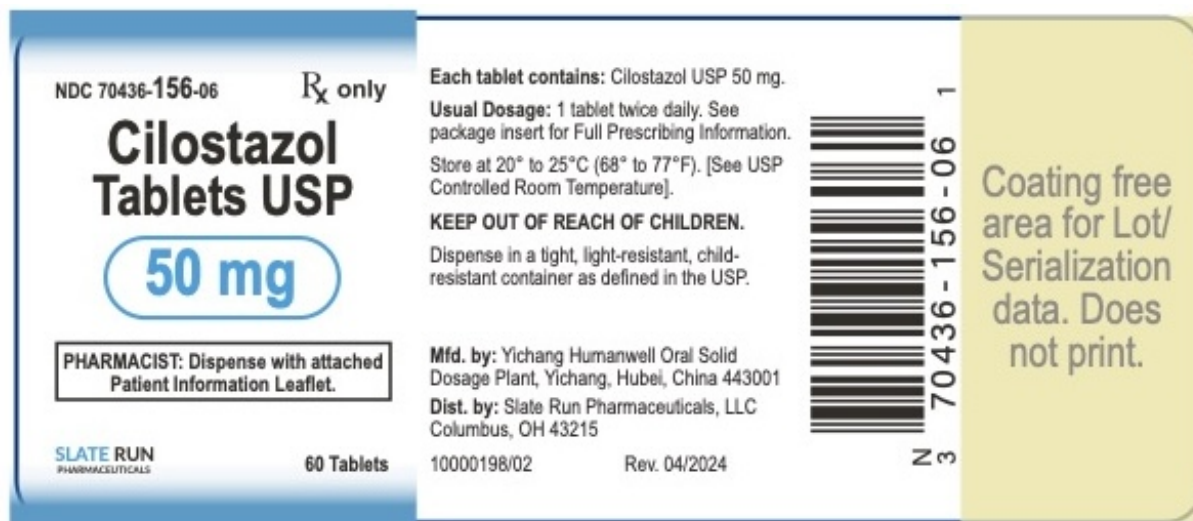 NDC 70436-156-06
Rx only
Cilostazol
Tablets USP
50 mg
PHARMACIST: Dispense with attached
Patient Information Leaflet.
SLATE RUN
PHARMACEUTICALS
60 Tablets
Each tablet contains: Cilostazol USP 50 mg.
Usual Dosage: 1 tablet twice daily. See
package insert for Full Prescribing Information.
Store at 20° to 25°C (68° to 77°F). [See USP
Controlled Room Temperature].
KEEP OUT OF REACH OF CHILDREN.
Dispense in a tight, light-resistant, child-
resistant container as defined in the USP.
Mfd. by: Yichang Humanwell Oral Solid
Dosage Plant, Yichang, Hubei, China 443001
Dist. by: Slate Run Pharmaceuticals, LLC
Columbus, OH 43215
10000198/02
Rev. 04/2024
N
3 70436-156-06 1
Coating free
area for Lot/
Serialization
data. Does
not print.